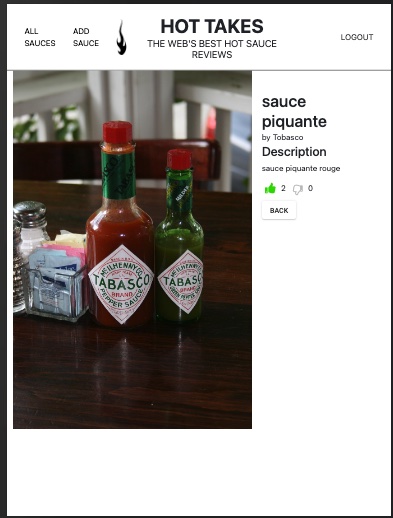 ALL
SAUCES
ADD
SAUCE
HOT TAKES
THE WEB'S BEST HOT SAUCE
REVIEWS
LOGOUT
sauce
piquante
by Tobasco
Description
sauce piquante rouge
2
0
BACK
McILHENNY CO.
TABASCO
BRAND
PEPPER SAUCE
TABASCO
BRAND